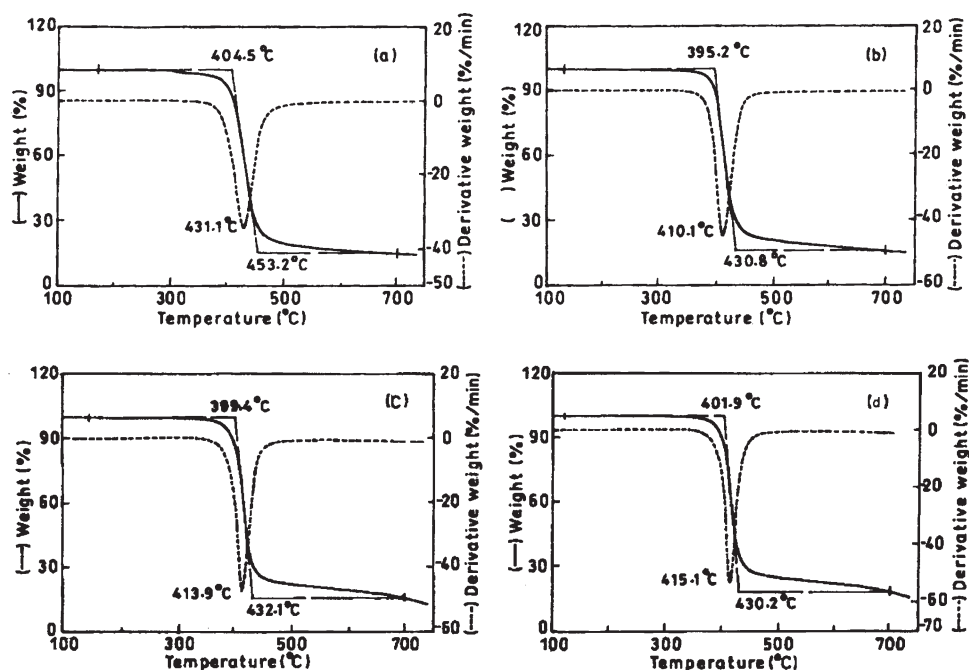 120
90
60
30
0
(—) Weight (%)
404.5°C
(a)
431.1°C
453.2°C
20
0
-20
-40
-60
(----) Derivative weight (%/min)
100
300
500
700
Temperature (°C)
120
90
60
30
0
( ) Weight (%)
395.2°C
(b)
410.1°C
430.8°C
20
0
-20
-40
-60
(----) Derivative weight (%/min)
100
300
500
700
Temperature (°C)
120
90
60
30
0
(—) Weight (%)
399.4°C
(C)
413.9°C
432.1°C
20
0
-20
-40
-50
(----) Derivative weight (%/min)
100
300
500
700
Temperature (°C)
120
90
60
30
0
(—) Weight (%)
401.9°C
(d)
415.1°C
430.2°C
20
0
-20
-40
-60
-70
(----) Derivative weight (%/min)
100
300
500
700
Temperature (°C)